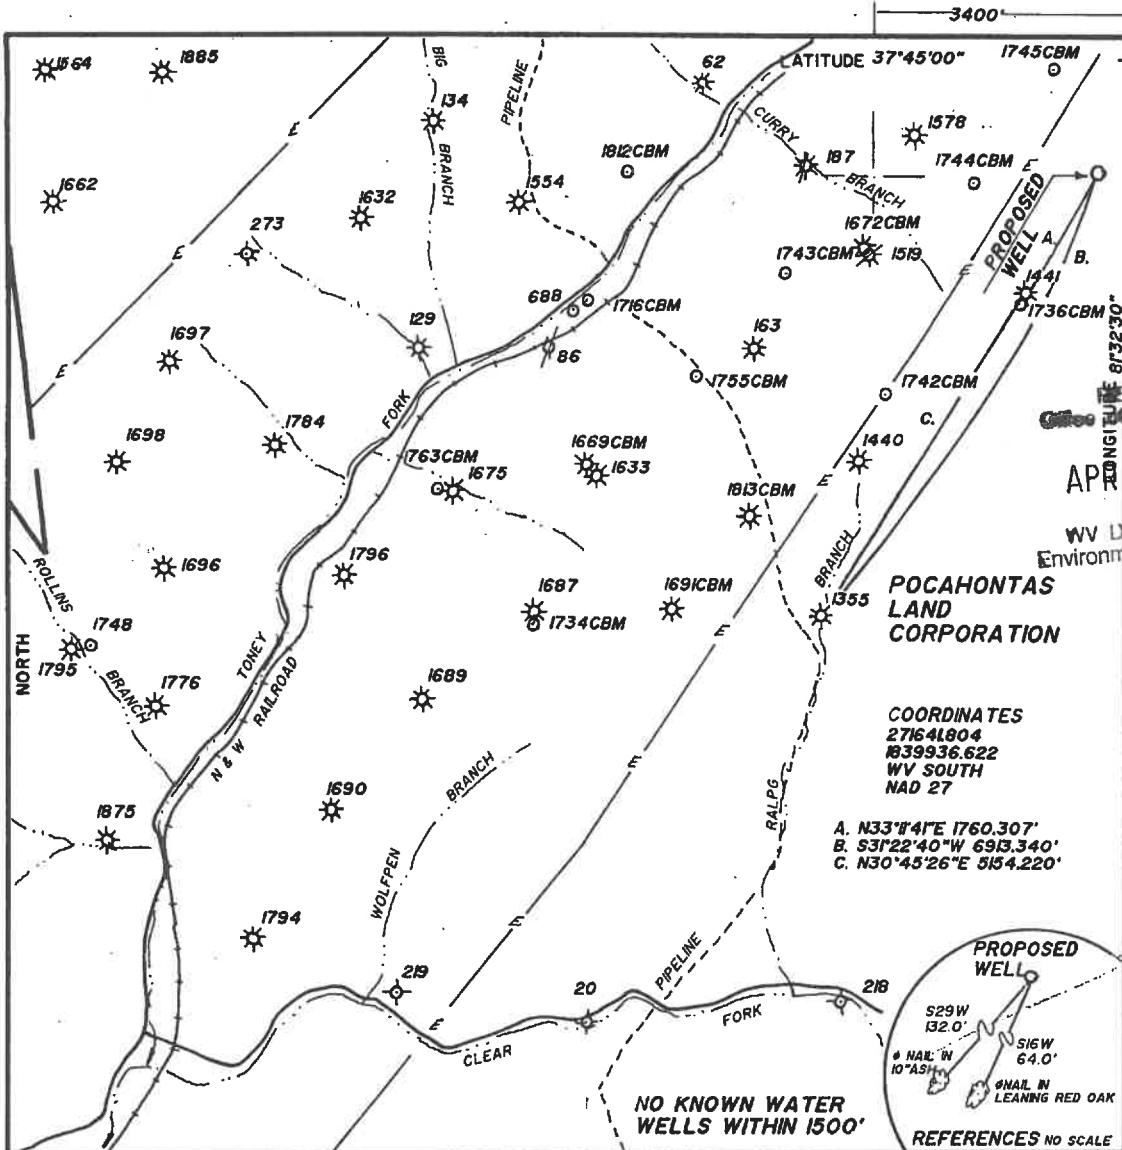 3400'
LATITUDE 37°45'00"
1745CBM
1564
1885
62
BIG
PIPELINE
134
CURRY
1578
187
1744CBM
1812CBM
BRANCH
BRANCH
1662
1632
554
273
1672CBM
1519
1743CBM
PROPOSED
WELL
A.
B.
1441
1736CBM
688
1716CBM
LONGITUDE 81°32'30"
129
86
163
1697
1755CBM
1742CBM
FORK
C.
1784
1698
1763CBM
1675
1669CBM
1633
1440
1813CBM
APR
WV
Environm
ROLLINS
1696
1796
BRANCH
1687
1734CBM
1691CBM
1355
POCAHONTAS
LAND
CORPORATION
NORTH
1748
1795
TONEY
N & W RAILROAD
BRANCH
1776
1689
COORDINATES
271641.804
1839936.622
WV SOUTH
NAD 27
BRANCH
1690
RALPG
1875
A. N33°11'41"E 1760.307'
B. S31°22'40"W 6913.340'
C. N30°45'26"E 5154.220'
WOLFPEN
1794
PIPELINE
PROPOSED
WELL
219
20
218
FORK
CLEAR
S29W
132.0'
S16W
64.0'
NAIL IN
10"ASH
NAIL IN
LEANING RED OAK
NO KNOWN WATER
WELLS WITHIN 1500'
REFERENCES NO SCALE
E
E
E
E
E
E
E
E
E
E
E